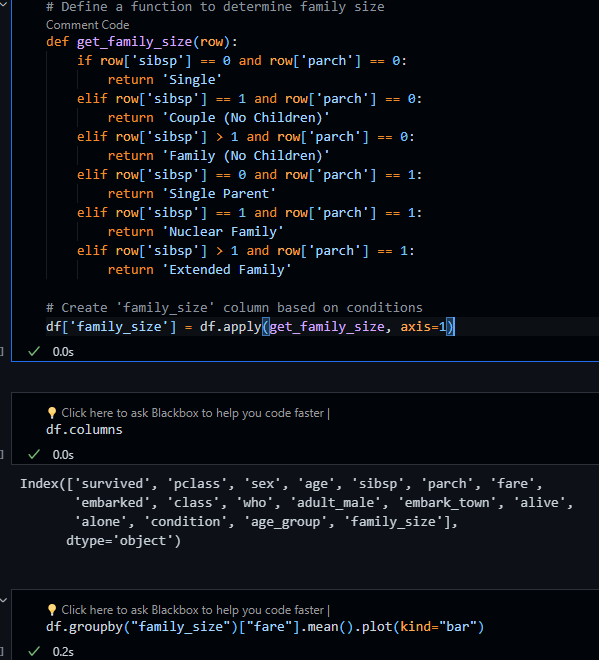 # Define a function to determine family size
Comment Code
def get_family_size(row):
    if row['sibsp'] == 0 and row['parch'] == 0:
        return 'Single'
    elif row['sibsp'] == 1 and row['parch'] == 0:
        return 'Couple (No Children)'
    elif row['sibsp'] > 1 and row['parch'] == 0:
        return 'Family (No Children)'
    elif row['sibsp'] == 0 and row['parch'] == 1:
        return 'Single Parent'
    elif row['sibsp'] == 1 and row['parch'] == 1:
        return 'Nuclear Family'
    elif row['sibsp'] > 1 and row['parch'] == 1:
        return 'Extended Family'
# Create 'family_size' column based on conditions
df['family_size'] = df.apply(get_family_size, axis=1)
] ✓ 0.0s
💡 Click here to ask Blackbox to help you code faster |
df.columns
] ✓ 0.0s
Index(['survived', 'pclass', 'sex', 'age', 'sibsp', 'parch', 'fare',
       'embarked', 'class', 'who', 'adult_male', 'embark_town', 'alive',
       'alone', 'condition', 'age_group', 'family_size'],
      dtype='object')
💡 Click here to ask Blackbox to help you code faster |
df.groupby("family_size")["fare"].mean().plot(kind="bar")
] ✓ 0.2s